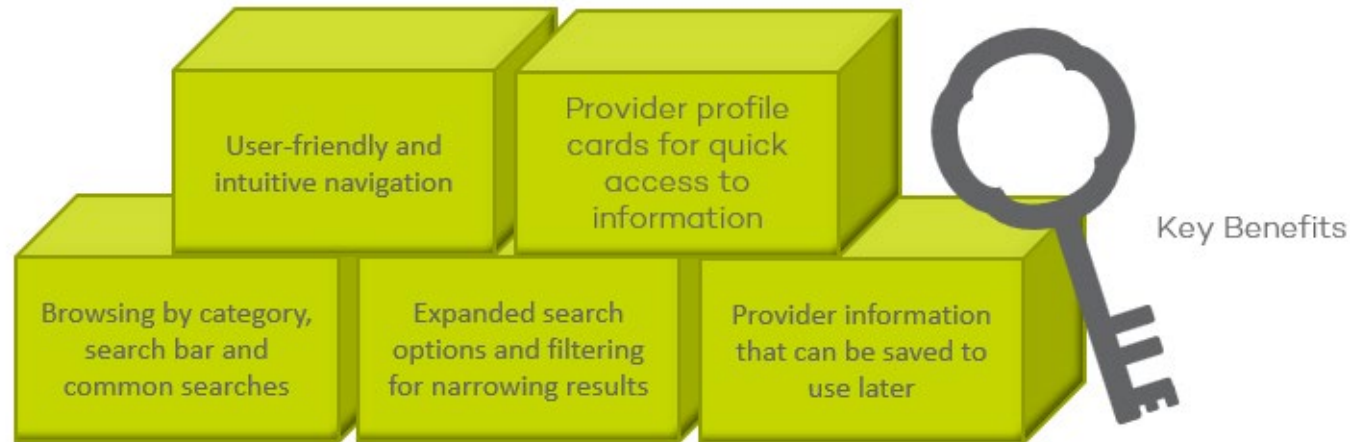 User-friendly and
intuitive navigation
Provider profile
cards for quick
access to
information
Key Benefits
Browsing by category,
search bar and
common searches
Expanded search
options and filtering
for narrowing results
Provider information
that can be saved to
use later